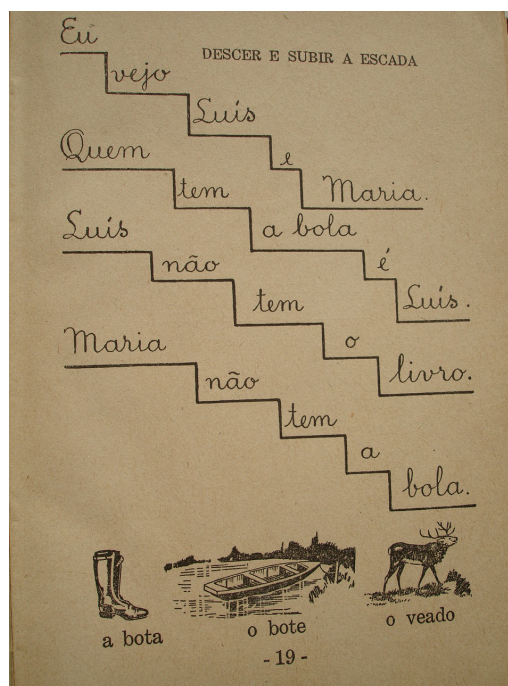 DESCER E SUBIR A ESCADA
Eu vejo Luís e Maria.
Quem tem a bola é Luís.
Luís não tem o livro.
Maria não tem a bola.
a bota
o bote
o veado
- 19 -